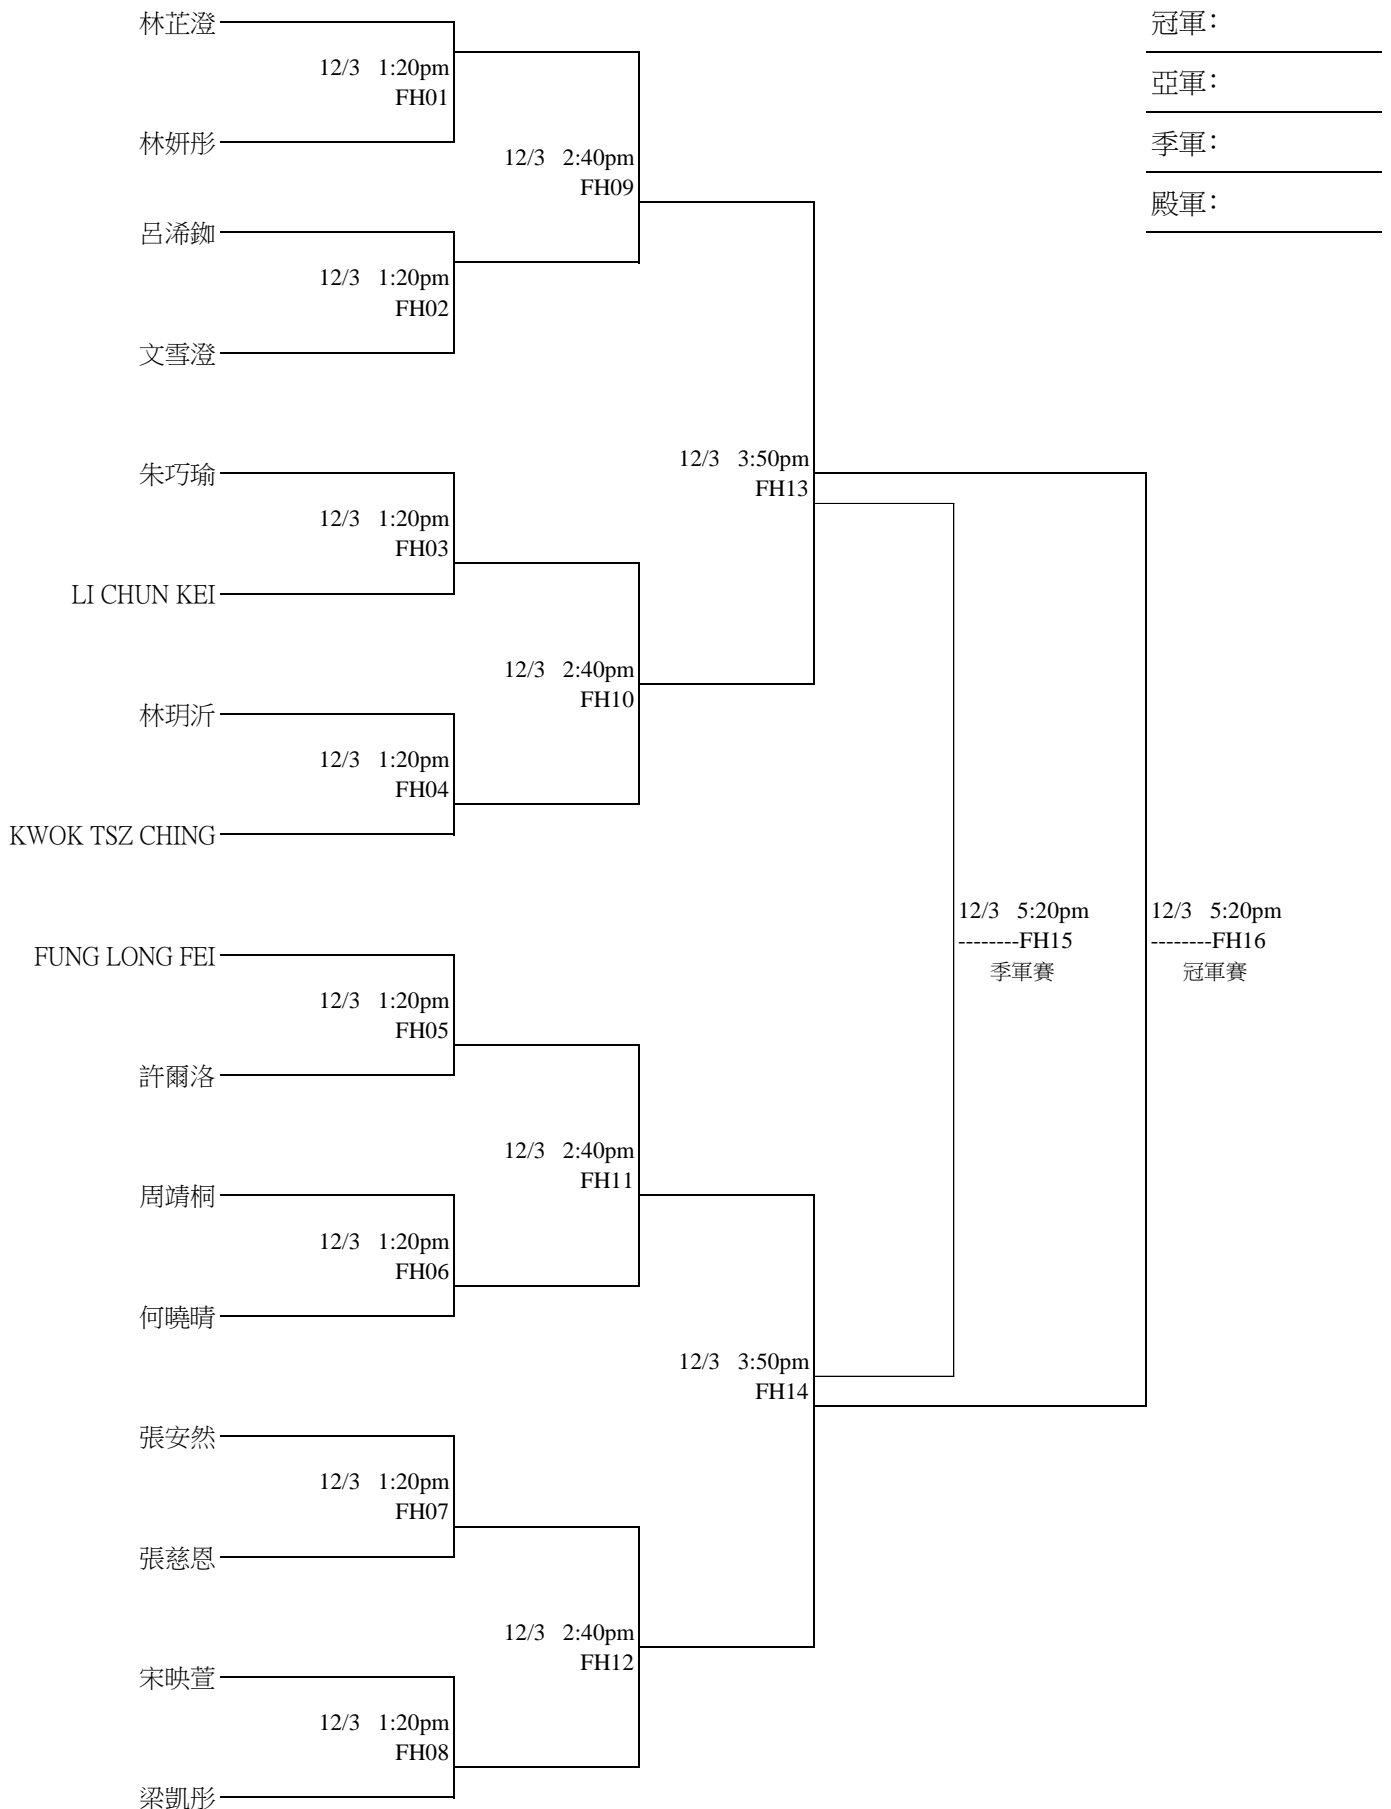 林芷澄
冠軍：
12/3 1:20pm
FH01
亞軍：
林妍彤
季軍：
12/3 2:40pm
FH09
殿軍：
呂浠鉫
12/3 1:20pm
FH02
文雪澄
朱巧瑜
12/3 3:50pm
FH13
12/3 1:20pm
FH03
LI CHUN KEI
12/3 2:40pm
FH10
林玥沂
12/3 1:20pm
FH04
KWOK TSZ CHING
12/3 5:20pm
--------FH15
季軍賽
12/3 5:20pm
--------FH16
冠軍賽
FUNG LONG FEI
12/3 1:20pm
FH05
許爾洛
12/3 2:40pm
FH11
周靖桐
12/3 1:20pm
FH06
何曉晴
12/3 3:50pm
FH14
張安然
12/3 1:20pm
FH07
張慈恩
12/3 2:40pm
FH12
宋映萱
12/3 1:20pm
FH08
梁凱彤